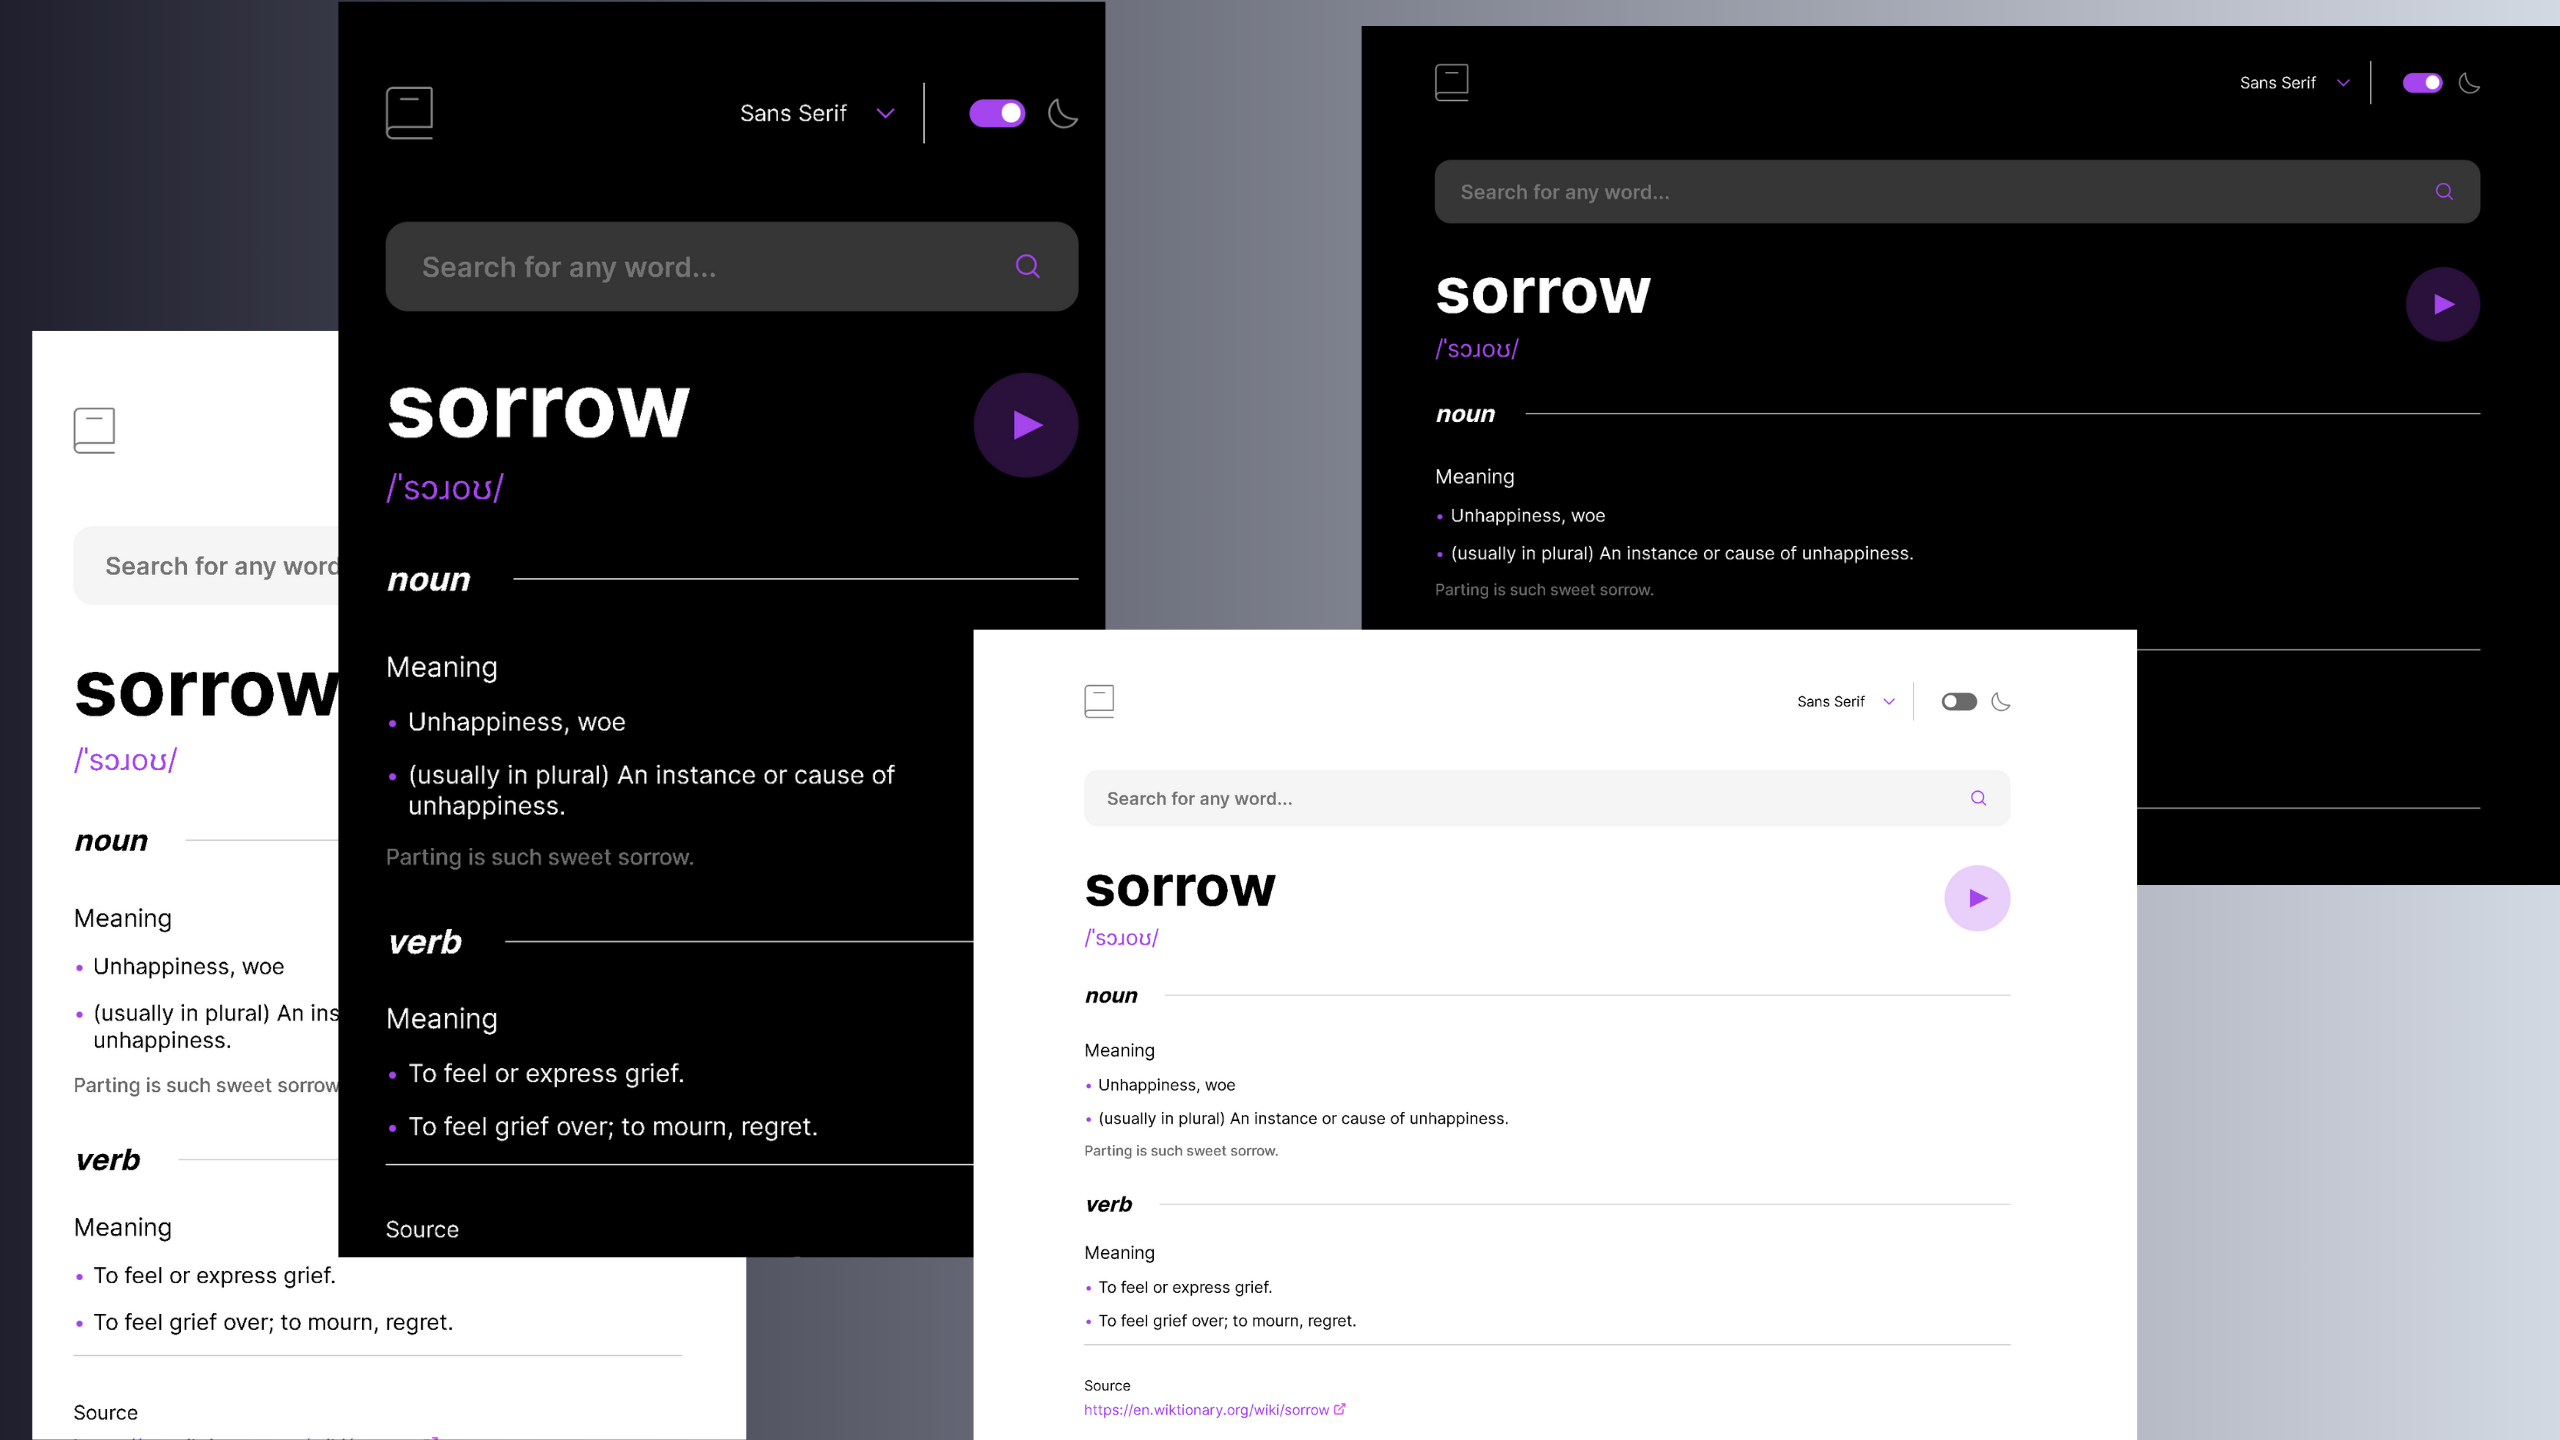 Search for any word
sorrow
/ˈsɔɹoʊ/
noun
Meaning
• Unhappiness, woe
• (usually in plural) An ins
unhappiness.
Parting is such sweet sorrow
verb
Meaning
• To feel or express grief.
• To feel grief over; to mourn, regret.
Source
Sans Serif
Search for any word...
sorrow
/ˈsɔɹoʊ/
noun
Meaning
• Unhappiness, woe
• (usually in plural) An instance or cause of
unhappiness.
Parting is such sweet sorrow.
verb
Meaning
• To feel or express grief.
• To feel grief over; to mourn, regret.
Source
Sans Serif
Search for any word...
sorrow
/ˈsɔɹoʊ/
noun
Meaning
• Unhappiness, woe
• (usually in plural) An instance or cause of unhappiness.
Parting is such sweet sorrow.
Sans Serif
Search for any word...
sorrow
/ˈsɔɹoʊ/
noun
Meaning
• Unhappiness, woe
• (usually in plural) An instance or cause of unhappiness.
Parting is such sweet sorrow.
verb
Meaning
• To feel or express grief.
• To feel grief over; to mourn, regret.
Source
https://en.wiktionary.org/wiki/sorrow